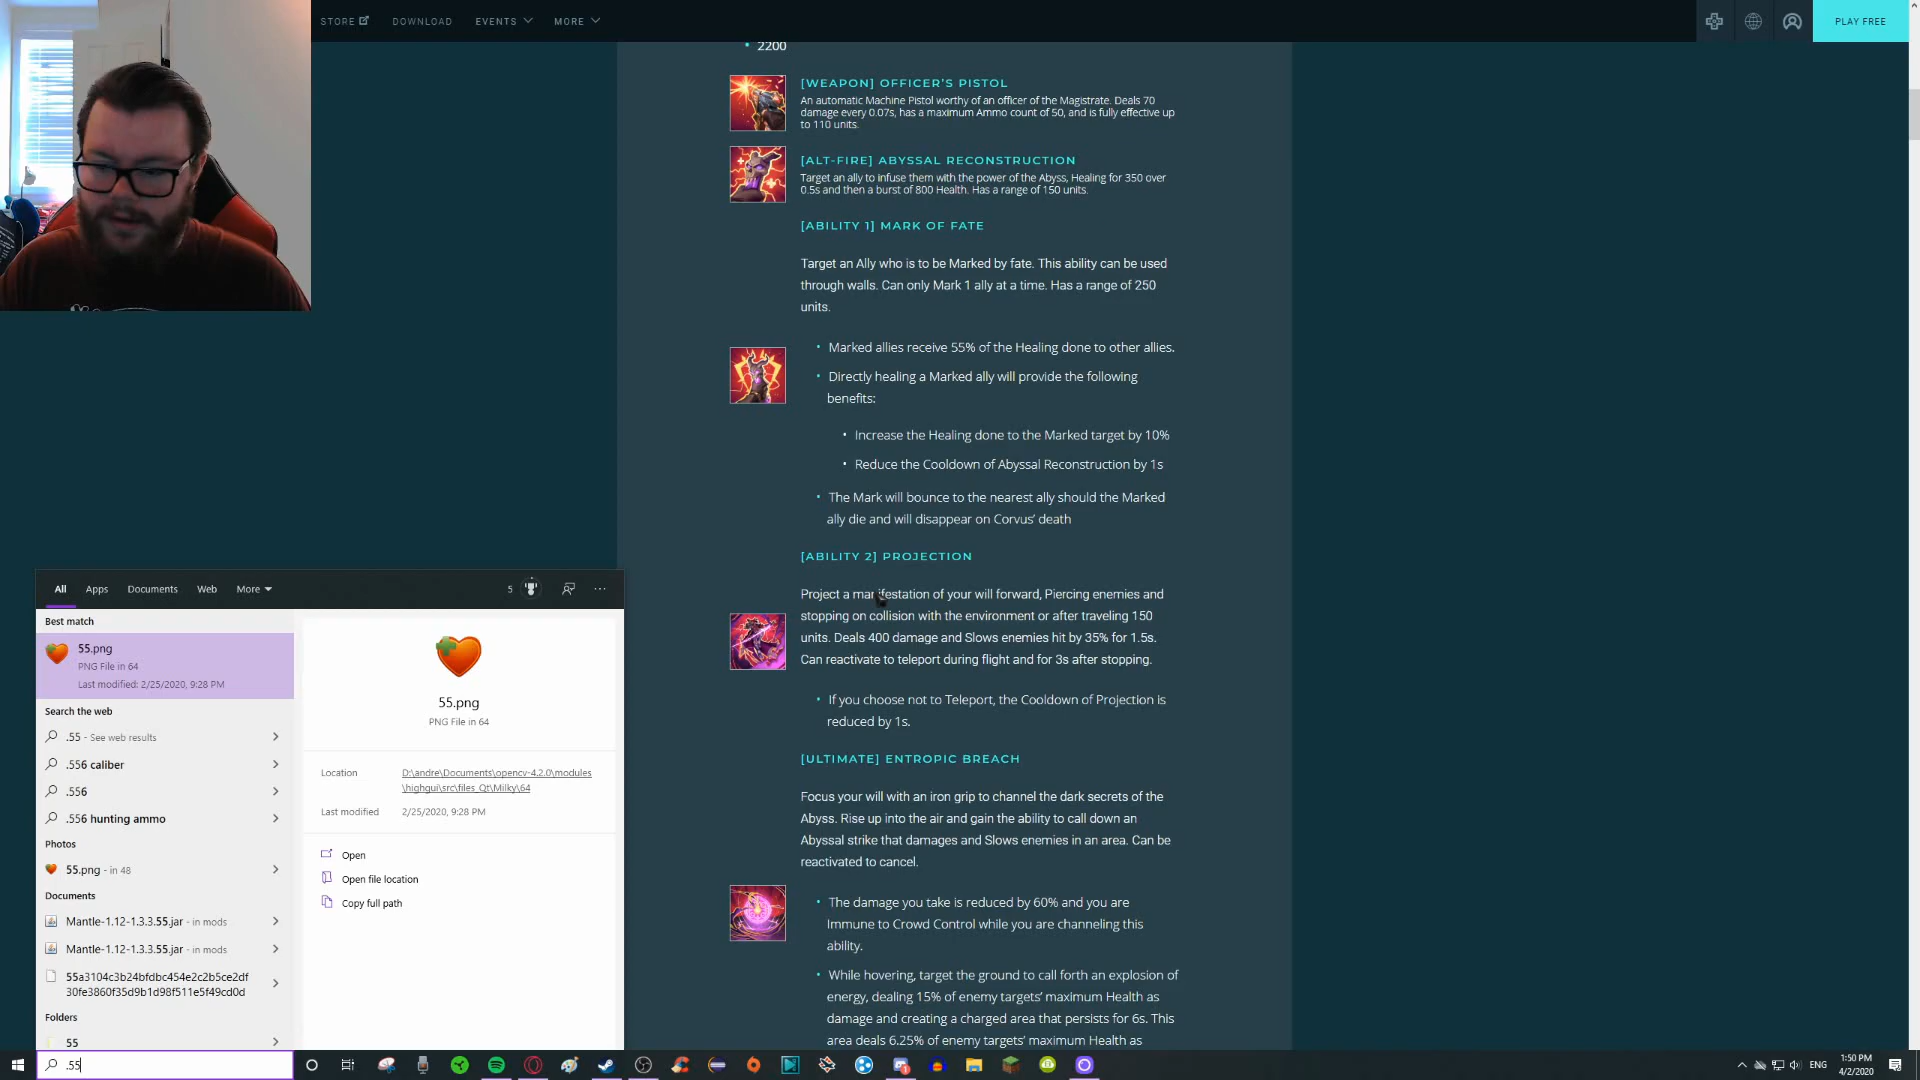 STORE DOWNLOAD EVENTS MORE PLAY FREE
• 2200
[WEAPON] OFFICER'S PISTOL
An automatic Machine Pistol worthy of an officer of the Magistrate. Deals 70
damage every 0.07s, has a maximum Ammo count of 50, and is fully effective up
to 110 units.
[ALT-FIRE] ABYSSAL RECONSTRUCTION
Target an ally to infuse them with the power of the Abyss, Healing for 350 over
0.5s and then a burst of 800 Health. Has a range of 150 units.
[ABILITY 1] MARK OF FATE
Target an Ally who is to be Marked by fate. This ability can be used
through walls. Can only Mark 1 ally at a time. Has a range of 250
units.
• Marked allies receive 55% of the Healing done to other allies.
• Directly healing a Marked ally will provide the following
benefits:
• Increase the Healing done to the Marked target by 10%
• Reduce the Cooldown of Abyssal Reconstruction by 1s
• The Mark will bounce to the nearest ally should the Marked
ally die and will disappear on Corvus' death
[ABILITY 2] PROJECTION
Project a manifestation of your will forward, Piercing enemies and
stopping on collision with the environment or after traveling 150
units. Deals 400 damage and Slows enemies hit by 35% for 1.5s.
Can reactivate to teleport during flight and for 3s after stopping.
• If you choose not to Teleport, the Cooldown of Projection is
reduced by 1s.
[ULTIMATE] ENTROPIC BREACH
Focus your will with an iron grip to channel the dark secrets of the
Abyss. Rise up into the air and gain the ability to call down an
Abyssal strike that damages and Slows enemies in an area. Can be
reactivated to cancel.
• The damage you take is reduced by 60% and you are
Immune to Crowd Control while you are channeling this
ability.
• While hovering, target the ground to call forth an explosion of
energy, dealing 15% of enemy targets' maximum Health as
damage and creating a charged area that persists for 6s. This
area deals 6.25% of enemy targets' maximum Health as
All Apps Documents Web More 5 ...
Best match
55.png
PNG File in 64
Last modified: 2/25/2020, 9:28 PM
Search the web
.55 - See web results
.556 caliber
.556
.556 hunting ammo
Photos
55.png - in 48
Documents
Mantle-1.12-1.3.3.55.jar - in mods
Mantle-1.12-1.3.3.55.jar - in mods
55a3104c3b24bfdbc454e2c2b5ce2df
30fe3860f35d9b1d98f511e5f49cd0d
Folders
55
55.png
PNG File in 64
Location D:\andre\Documents\opencv-4.2.0\modules
\highgui\src\files_Qt\Milky\64
Last modified 2/25/2020, 9:28 PM
Open
Open file location
Copy full path
.55
ENG
1:50 PM
4/2/2020